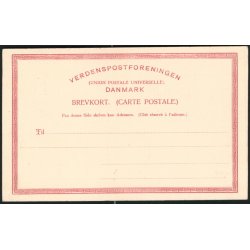 VERDENSPOSTFORENINGEN
(UNION POSTALE UNIVERSELLE)
DANMARK
BREVKORT. (CARTE POSTALE.)
Paa denne Side skrives kun Adressen. (Côté réservé à l'adresse.)
Til